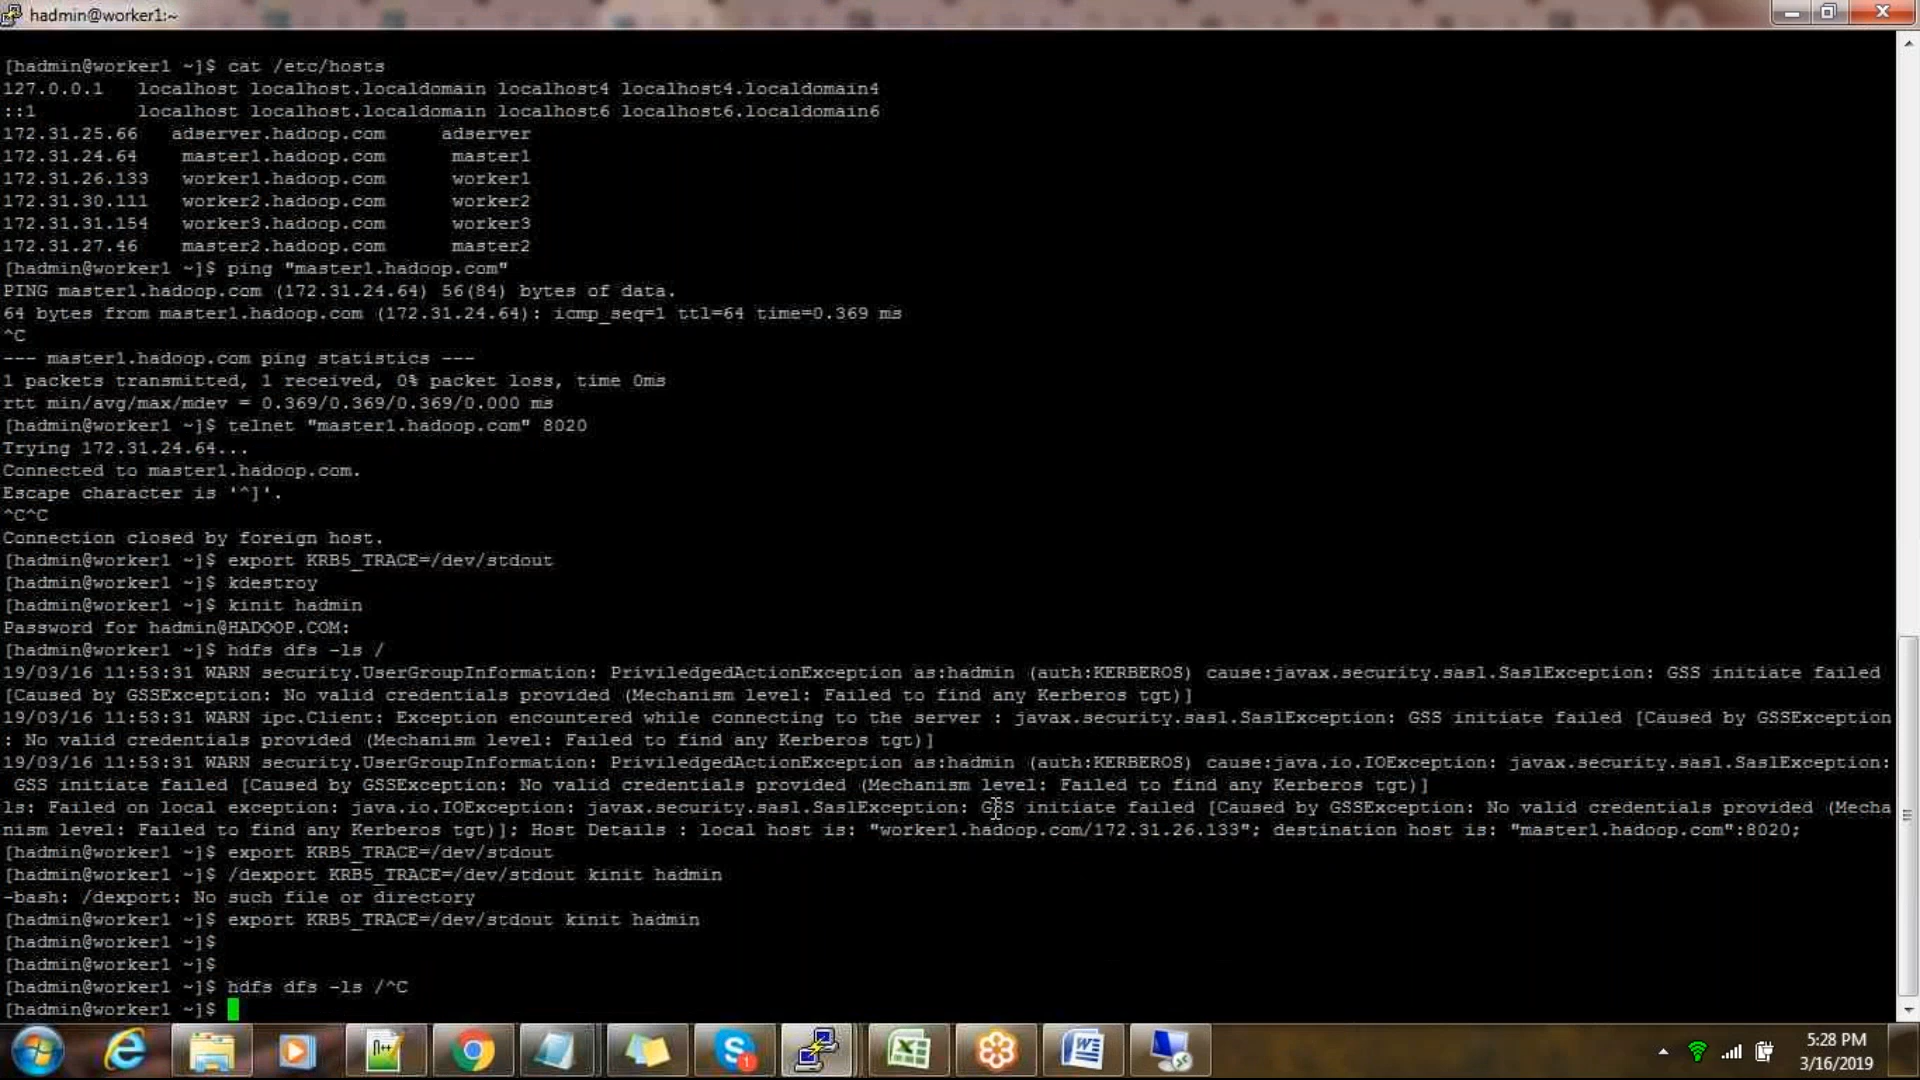 hadmin@worker1:~
[hadmin@worker1 ~]$ cat /etc/hosts
127.0.0.1   localhost localhost.localdomain localhost4 localhost4.localdomain4
::1         localhost localhost.localdomain localhost6 localhost6.localdomain6
172.31.25.66   adserver.hadoop.com     adserver
172.31.24.64    master1.hadoop.com      master1
172.31.26.133   worker1.hadoop.com      worker1
172.31.30.111   worker2.hadoop.com      worker2
172.31.31.154   worker3.hadoop.com      worker3
172.31.27.46    master2.hadoop.com      master2
[hadmin@worker1 ~]$ ping "master1.hadoop.com"
PING master1.hadoop.com (172.31.24.64) 56(84) bytes of data.
64 bytes from master1.hadoop.com (172.31.24.64): icmp_seq=1 ttl=64 time=0.369 ms
^C
--- master1.hadoop.com ping statistics ---
1 packets transmitted, 1 received, 0% packet loss, time 0ms
rtt min/avg/max/mdev = 0.369/0.369/0.369/0.000 ms
[hadmin@worker1 ~]$ telnet "master1.hadoop.com" 8020
Trying 172.31.24.64...
Connected to master1.hadoop.com.
Escape character is '^]'.
^C^C
Connection closed by foreign host.
[hadmin@worker1 ~]$ export KRB5_TRACE=/dev/stdout
[hadmin@worker1 ~]$ kdestroy
[hadmin@worker1 ~]$ kinit hadmin
Password for hadmin@HADOOP.COM:
[hadmin@worker1 ~]$ hdfs dfs -ls /
19/03/16 11:53:31 WARN security.UserGroupInformation: PriviledgedActionException as:hadmin (auth:KERBEROS) cause:javax.security.sasl.SaslException: GSS initiate failed
[Caused by GSSException: No valid credentials provided (Mechanism level: Failed to find any Kerberos tgt)]
19/03/16 11:53:31 WARN ipc.Client: Exception encountered while connecting to the server : javax.security.sasl.SaslException: GSS initiate failed [Caused by GSSException
: No valid credentials provided (Mechanism level: Failed to find any Kerberos tgt)]
19/03/16 11:53:31 WARN security.UserGroupInformation: PriviledgedActionException as:hadmin (auth:KERBEROS) cause:java.io.IOException: javax.security.sasl.SaslException:
GSS initiate failed [Caused by GSSException: No valid credentials provided (Mechanism level: Failed to find any Kerberos tgt)]
ls: Failed on local exception: java.io.IOException: javax.security.sasl.SaslException: GSS initiate failed [Caused by GSSException: No valid credentials provided (Mecha
nism level: Failed to find any Kerberos tgt)]; Host Details : local host is: "worker1.hadoop.com/172.31.26.133"; destination host is: "master1.hadoop.com":8020;
[hadmin@worker1 ~]$ export KRB5_TRACE=/dev/stdout
[hadmin@worker1 ~]$ /dexport KRB5_TRACE=/dev/stdout kinit hadmin
-bash: /dexport: No such file or directory
[hadmin@worker1 ~]$ export KRB5_TRACE=/dev/stdout kinit hadmin
[hadmin@worker1 ~]$
[hadmin@worker1 ~]$
[hadmin@worker1 ~]$ hdfs dfs -ls /^C
[hadmin@worker1 ~]$
5:28 PM
3/16/2019